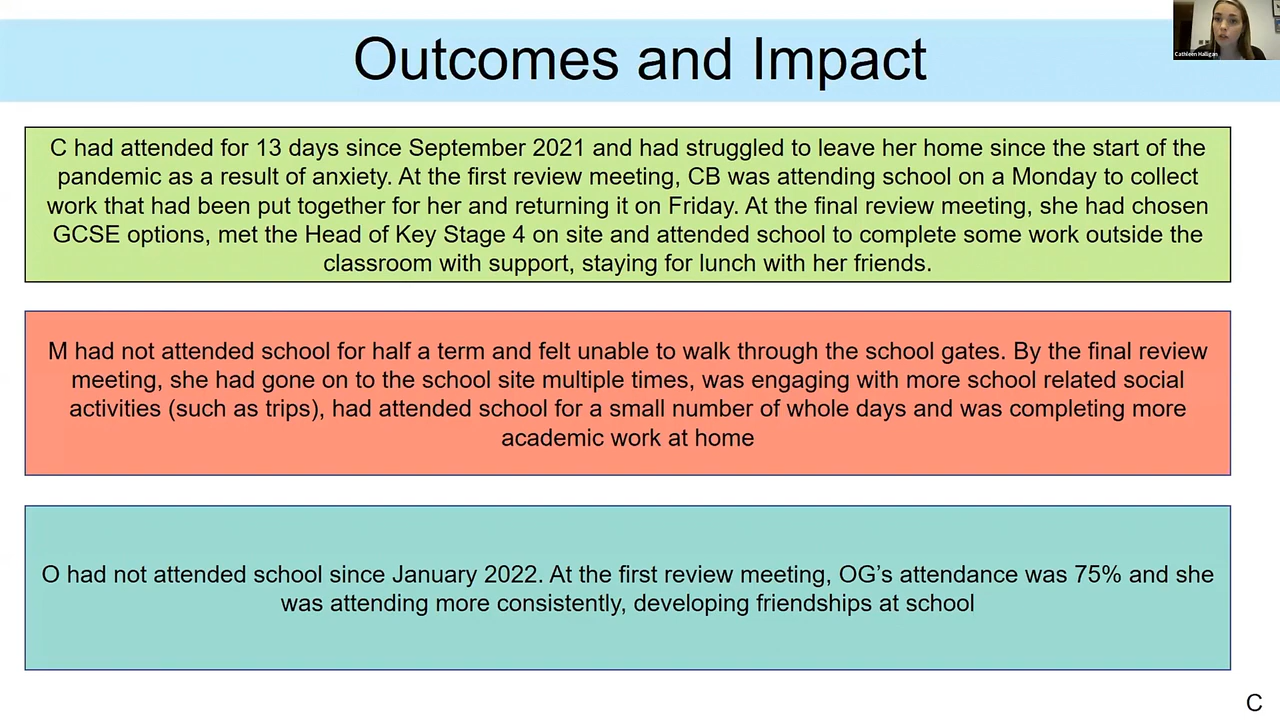 Outcomes and Impact
Cathleen Halligan
C had attended for 13 days since September 2021 and had struggled to leave her home since the start of the
pandemic as a result of anxiety. At the first review meeting, CB was attending school on a Monday to collect
work that had been put together for her and returning it on Friday. At the final review meeting, she had chosen
GCSE options, met the Head of Key Stage 4 on site and attended school to complete some work outside the
classroom with support, staying for lunch with her friends.
M had not attended school for half a term and felt unable to walk through the school gates. By the final review
meeting, she had gone on to the school site multiple times, was engaging with more school related social
activities (such as trips), had attended school for a small number of whole days and was completing more
academic work at home
O had not attended school since January 2022. At the first review meeting, OG’s attendance was 75% and she
was attending more consistently, developing friendships at school
C